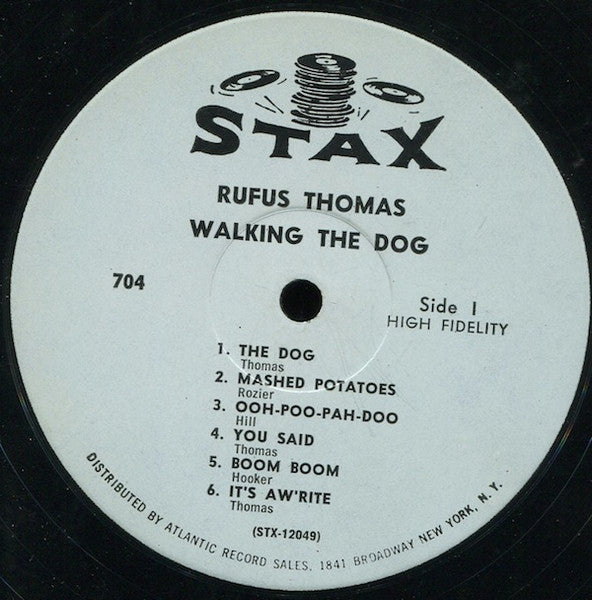 STAX
RUFUS THOMAS
WALKING THE DOG
704
Side 1
HIGH FIDELITY
1. THE DOG
Thomas
2. MASHED POTATOES
Rozier
3. OOH-POO-PAH-DOO
Hill
4. YOU SAID
Thomas
5. BOOM BOOM
Hooker
6. IT'S AW'RITE
Thomas
(STX-12049)
DISTRIBUTED BY ATLANTIC RECORD SALES, 1841 BROADWAY NEW YORK, N. Y.